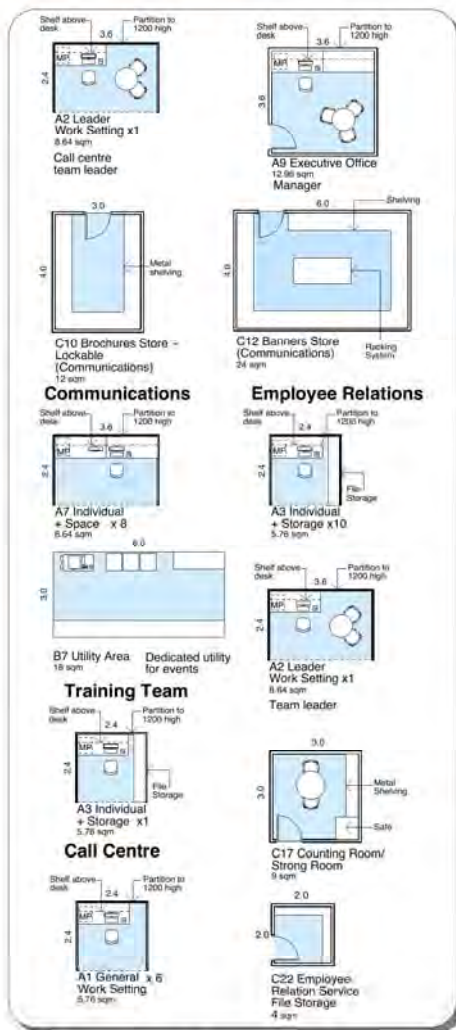 Shelf above desk
Partition to 1200 high
3.6
2.4
MP
A2 Leader
Work Setting x1
8.64 sqm
Call centre
team leader
Shelf above desk
Partition to 1200 high
3.6
3.6
MP
A9 Executive Office
12.96 sqm
Manager
3.0
4.0
Metal shelving
C10 Brochures Store -
Lockable
(Communications)
12 sqm
6.0
Shelving
4.0
Racking System
C12 Banners Store
(Communications)
24 sqm
Communications
Shelf above desk
Partition to 1200 high
3.6
2.4
MP
A7 Individual
+ Space x 8
8.64 sqm
6.0
3.0
B7 Utility Area
18 sqm
Dedicated utility
for events
Training Team
Shelf above desk
Partition to 1200 high
2.4
2.4
MP
File Storage
A3 Individual
+ Storage x1
5.76 sqm
Call Centre
Shelf above desk
Partition to 1200 high
2.4
2.4
MP
A1 General x 6
Work Setting
5.76 sqm
Employee Relations
Shelf above desk
Partition to 1200 high
2.4
2.4
MP
File Storage
A3 Individual
+ Storage x10
5.76 sqm
Shelf above desk
Partition to 1200 high
3.6
2.4
MP
A2 Leader
Work Setting x1
8.64 sqm
Team leader
3.0
3.0
Metal Shelving
Safe
C17 Counting Room/
Strong Room
9 sqm
2.0
2.0
C22 Employee
Relation Service
File Storage
4 sqm